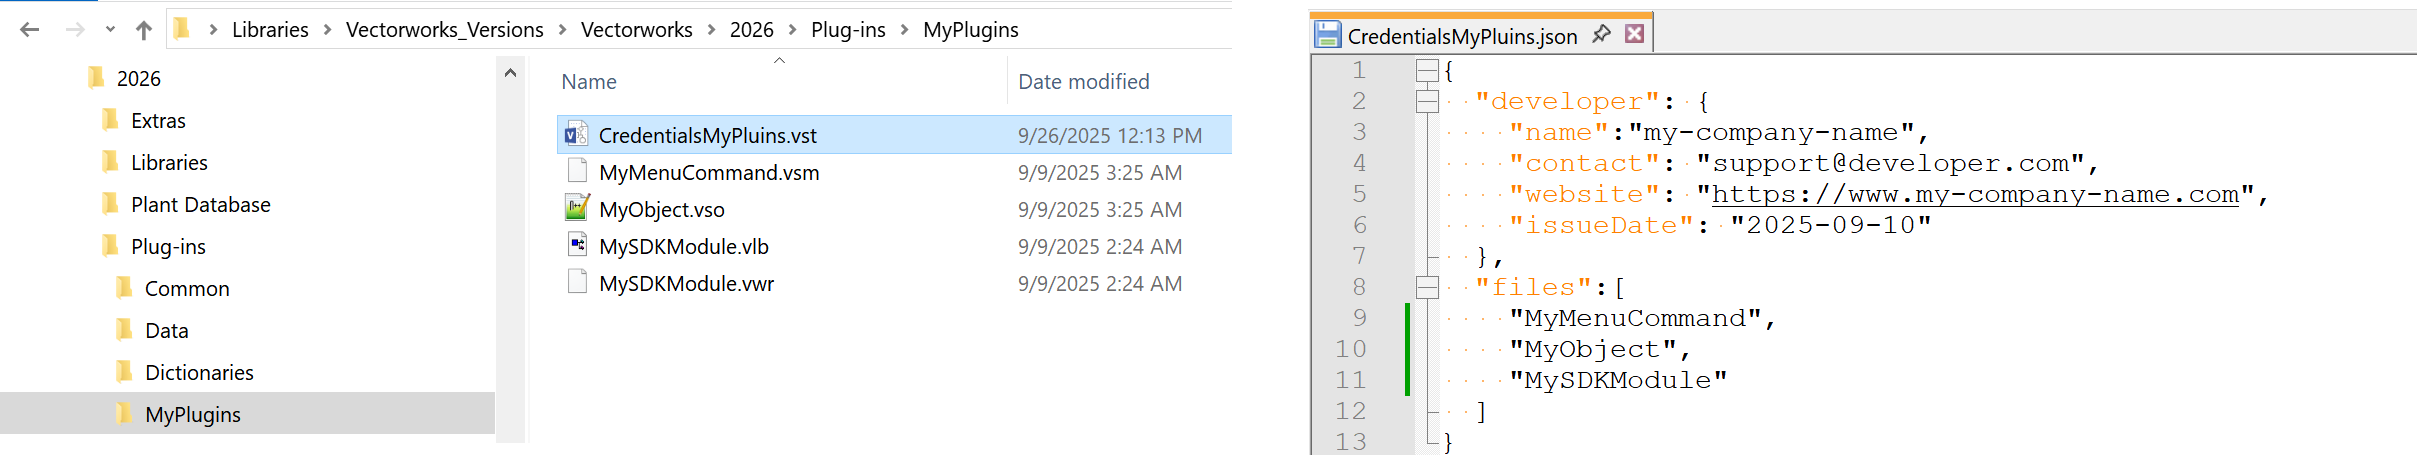 Libraries > Vectorworks_Versions > Vectorworks > 2026 > Plug-ins > MyPlugins
2026
Extras
Libraries
Plant Database
Plug-ins
Common
Data
Dictionaries
MyPlugins
Name Date modified
CredentialsMyPluins.vst 9/26/2025 12:13 PM
MyMenuCommand.vsm 9/9/2025 3:25 AM
MyObject.vso 9/9/2025 3:25 AM
MySDKModule.vlb 9/9/2025 2:24 AM
MySDKModule.vwr 9/9/2025 2:24 AM
CredentialsMyPluins.json
1 {
2 "developer": {
3 "name":"my-company-name",
4 "contact": "support@developer.com",
5 "website": "https://www.my-company-name.com",
6 "issueDate": "2025-09-10"
7 },
8 "files":[
9 "MyMenuCommand",
10 "MyObject",
11 "MySDKModule"
12 ]
13 }